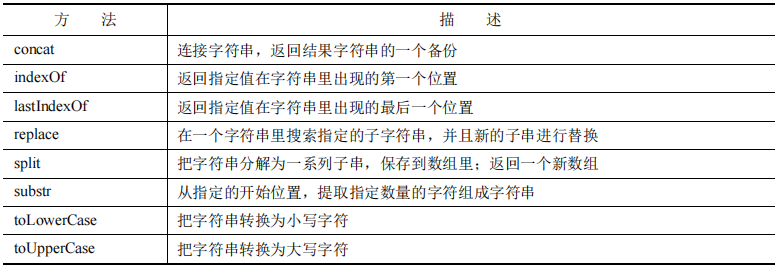 方 法 描 述
concat 连接字符串，返回结果字符串的一个备份
indexOf 返回指定值在字符串里出现的第一个位置
lastIndexOf 返回指定值在字符串里出现的最后一个位置
replace 在一个字符串里搜索指定的子字符串，并且新的子串进行替换
split 把字符串分解为一系列子串，保存到数组里；返回一个新数组
substr 从指定的开始位置，提取指定数量的字符组成字符串
toLowerCase 把字符串转换为小写字符
toUpperCase 把字符串转换为大写字符